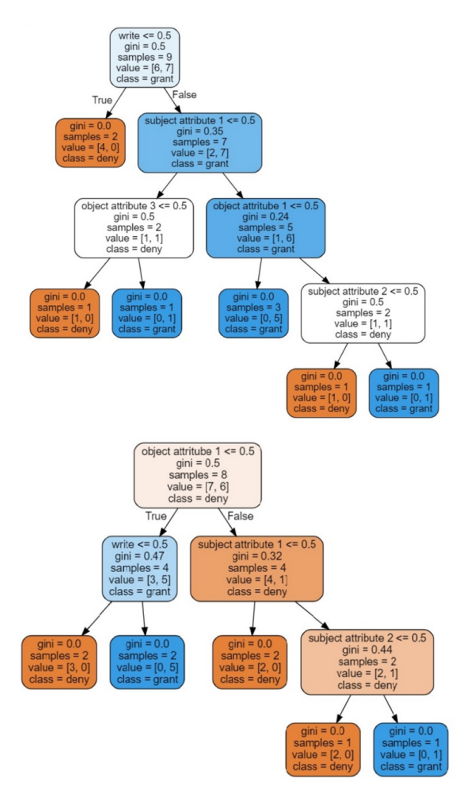 write <= 0.5
gini = 0.5
samples = 9
value = [6, 7]
class = grant
True
False
gini = 0.0
samples = 2
value = [4, 0]
class = deny
subject attribute 1 <= 0.5
gini = 0.35
samples = 7
value = [2, 7]
class = grant
object attribute 3 <= 0.5
gini = 0.5
samples = 2
value = [1, 1]
class = deny
object attritube 1 <= 0.5
gini = 0.24
samples = 5
value = [1, 6]
class = grant
gini = 0.0
samples = 1
value = [1, 0]
class = deny
gini = 0.0
samples = 1
value = [0, 1]
class = grant
gini = 0.0
samples = 3
value = [0, 5]
class = grant
subject attribute 2 <= 0.5
gini = 0.5
samples = 2
value = [1, 1]
class = deny
gini = 0.0
samples = 1
value = [1, 0]
class = deny
gini = 0.0
samples = 1
value = [0, 1]
class = grant
object attritube 1 <= 0.5
gini = 0.5
samples = 8
value = [7, 6]
class = deny
True
False
write <= 0.5
gini = 0.47
samples = 4
value = [3, 5]
class = grant
subject attribute 1 <= 0.5
gini = 0.32
samples = 4
value = [4, 1]
class = deny
gini = 0.0
samples = 2
value = [3, 0]
class = deny
gini = 0.0
samples = 2
value = [0, 5]
class = grant
gini = 0.0
samples = 2
value = [2, 0]
class = deny
subject attribute 2 <= 0.5
gini = 0.44
samples = 2
value = [2, 1]
class = deny
gini = 0.0
samples = 1
value = [2, 0]
class = deny
gini = 0.0
samples = 1
value = [0, 1]
class = grant